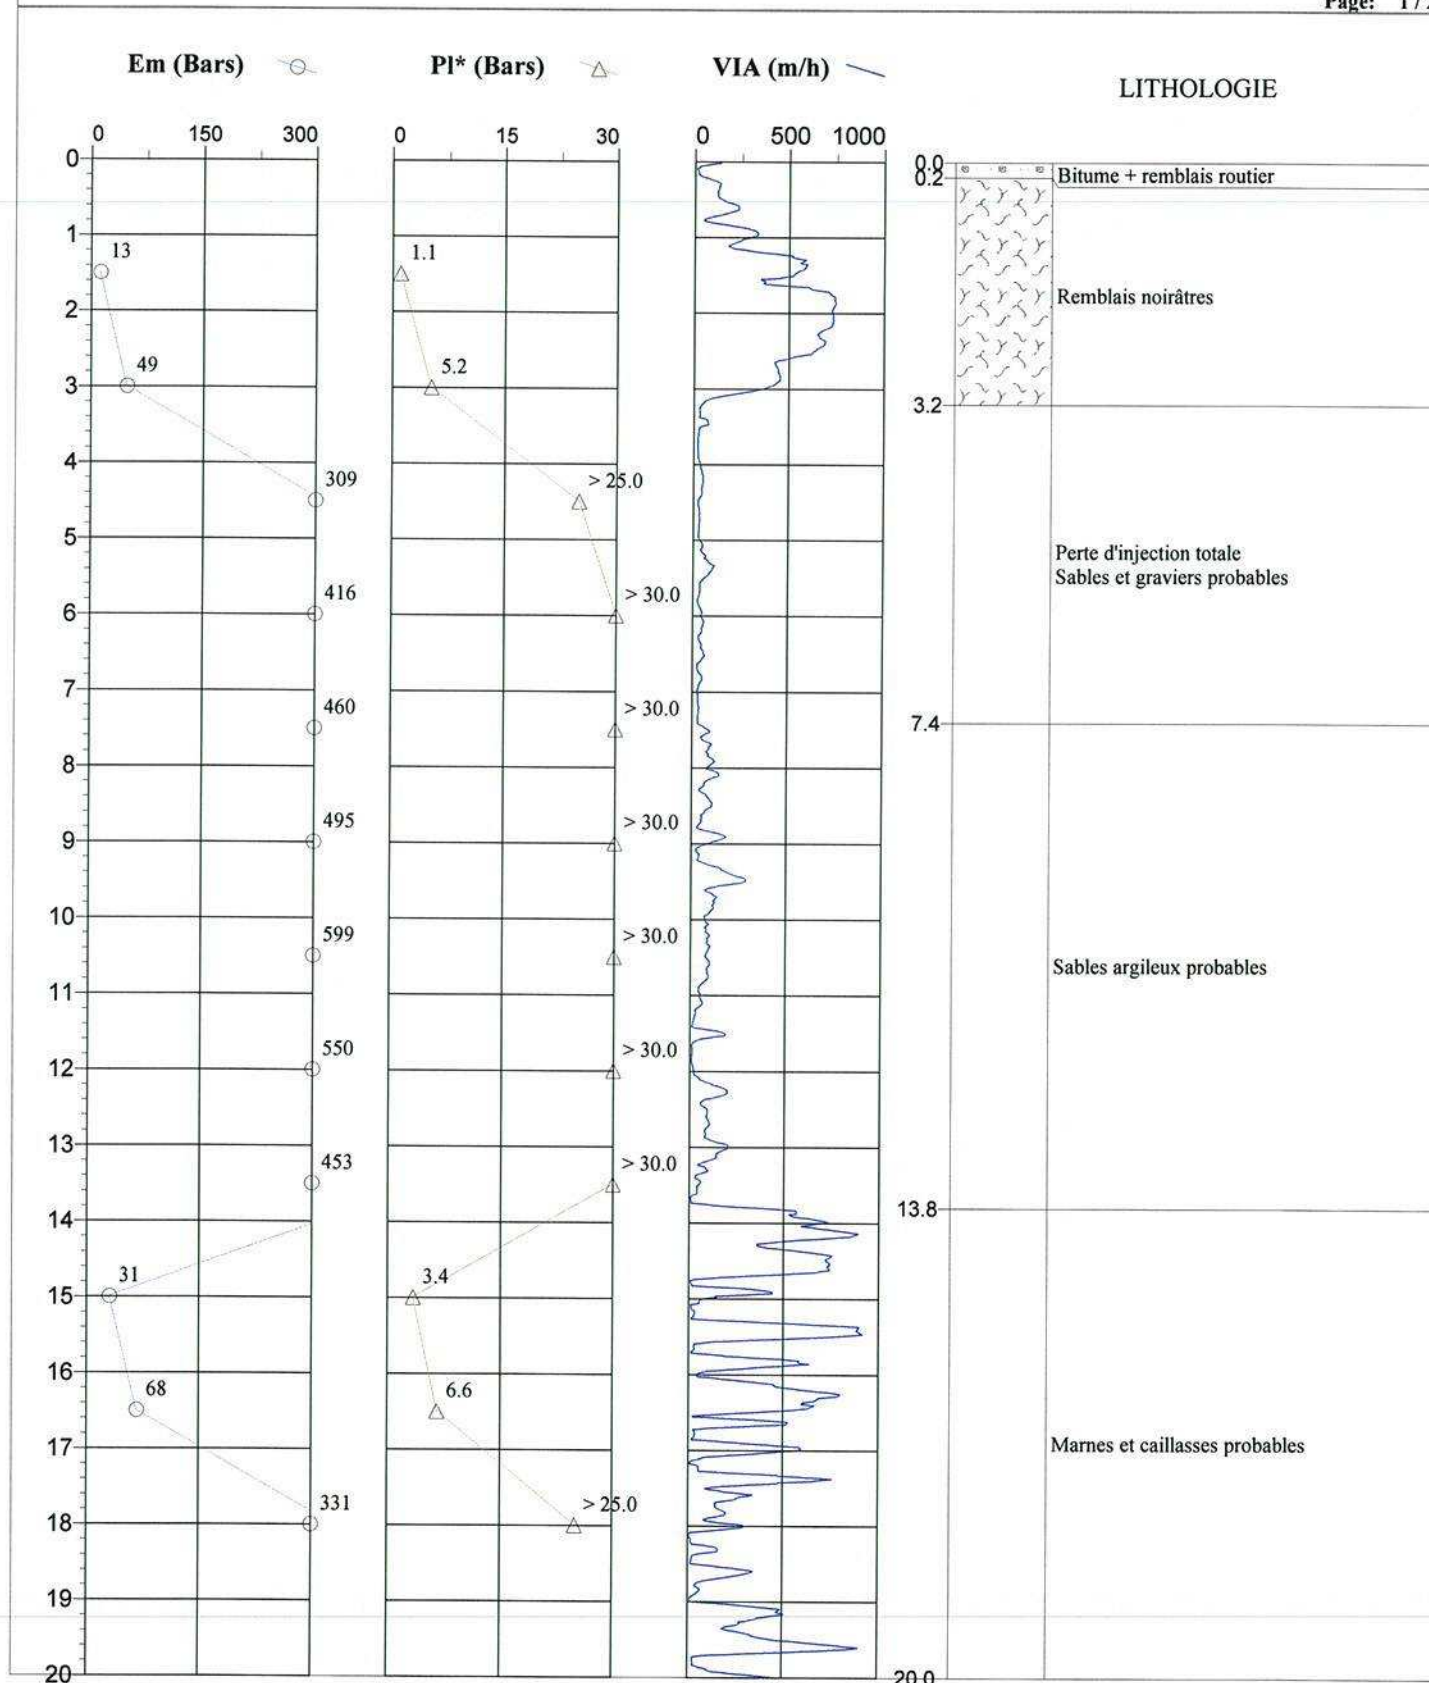 Page: 1 /
Em (Bars) Pl* (Bars) VIA (m/h)
LITHOLOGIE
0 150 300 0 15 30 0 500 1000
0
0.0
0.2
Bitume + remblais routier
1
13 1.1
2
Remblais noirâtres
49 5.2
3
3.2
4
309 > 25.0
5
Perte d'injection totale
Sables et graviers probables
416 > 30.0
6
7
460 > 30.0
7.4
8
495 > 30.0
9
10
599 > 30.0
Sables argileux probables
11
550 > 30.0
12
13
453 > 30.0
13.8
14
31 3.4
15
16
68 6.6
17
Marnes et caillasses probables
331 > 25.0
18
19
20
20.0